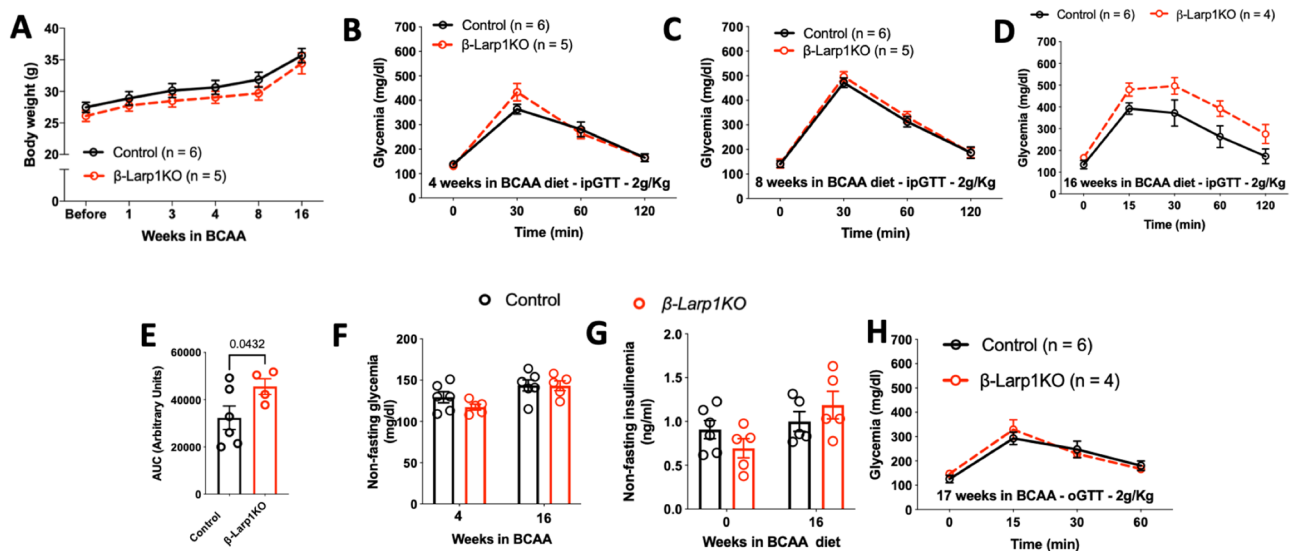 A
Body weight (g)
40
35
30
25
20
5
0
Control (n = 6)
β-Larp1KO (n = 5)
Before 1 3 4 8 16
Weeks in BCAA
B
Control (n = 6)
β-Larp1KO (n = 5)
Glycemia (mg/dl)
700
600
500
400
300
200
100
0
4 weeks in BCAA diet - ipGTT - 2g/Kg
0 30 60 120
Time (min)
C
Control (n = 6)
β-Larp1KO (n = 5)
Glycemia (mg/dl)
700
600
500
400
300
200
100
0
8 weeks in BCAA diet - ipGTT - 2g/Kg
0 30 60 120
Time (min)
Control (n = 6) β-Larp1KO (n = 4)
D
Glycemia (mg/dl)
700
600
500
400
300
200
100
0
16 weeks in BCAA diet - ipGTT - 2g/Kg
0 15 30 60 120
Time (min)
Control β-Larp1KO
E
0.0432
AUC (Arbitrary Units)
60000
40000
20000
0
Control
β-Larp1KO
F
Non-fasting glycemia
(mg/dl)
200
150
100
50
0
4 16
Weeks in BCAA
G
Non-fasting insulinemia
(ng/ml)
2.0
1.5
1.0
0.5
0.0
0 16
Weeks in BCAA diet
H
Control (n = 6)
β-Larp1KO (n = 4)
Glycemia (mg/dl)
700
600
500
400
300
200
100
0
17 weeks in BCAA - oGTT - 2g/Kg
0 15 30 60
Time (min)